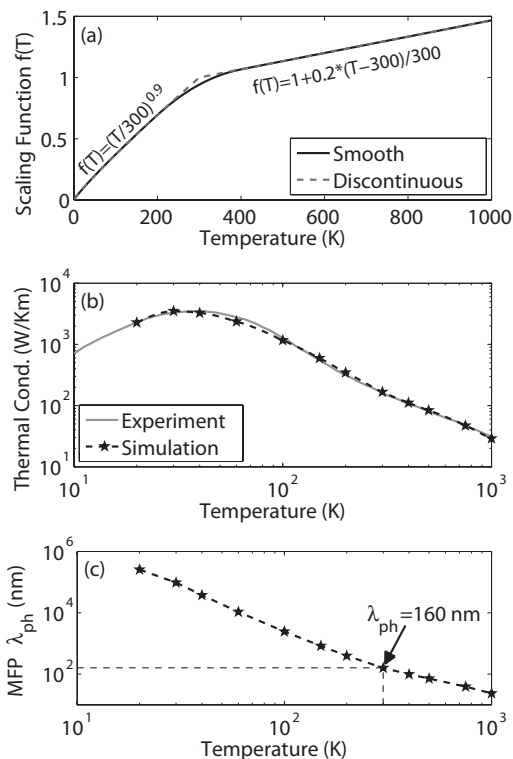 (a)
Scaling Function f(T)
1.5
1
0.5
0
f(T)=(T/300)^0.9
f(T)=1+0.2*(T−300)/300
Smooth
Discontinuous
0 200 400 600 800 1000
Temperature (K)
(b)
Thermal Cond. (W/Km)
10^4
10^3
10^2
10^1
Experiment
Simulation
10^1 10^2 10^3
Temperature (K)
(c)
MFP λ_ph (nm)
10^6
10^4
10^2
λ_ph=160 nm
10^1 10^2 10^3
Temperature (K)